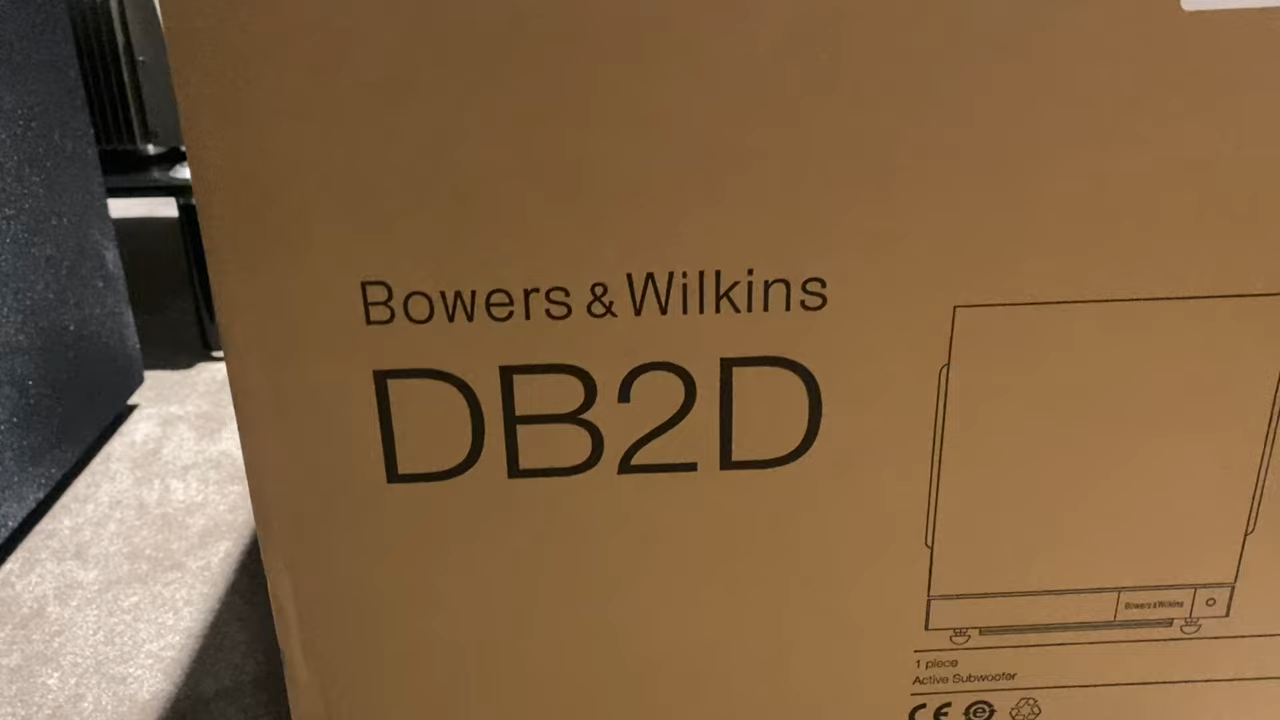 Bowers & Wilkins
DB2D
Bowers & Wilkins
1 piece
Active Subwoofer
CE